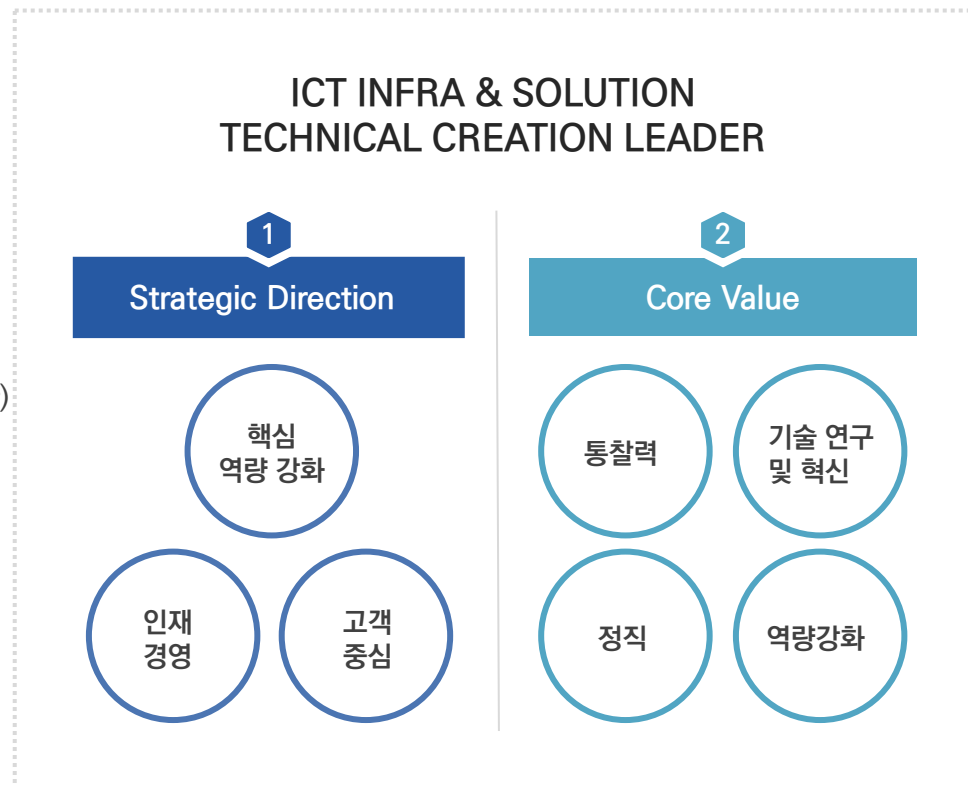 ICT INFRA & SOLUTION
TECHNICAL CREATION LEADER
1
Strategic Direction
핵심
역량 강화
인재
경영
고객
중심
2
Core Value
통찰력
기술 연구
및 혁신
정직
역량강화
)